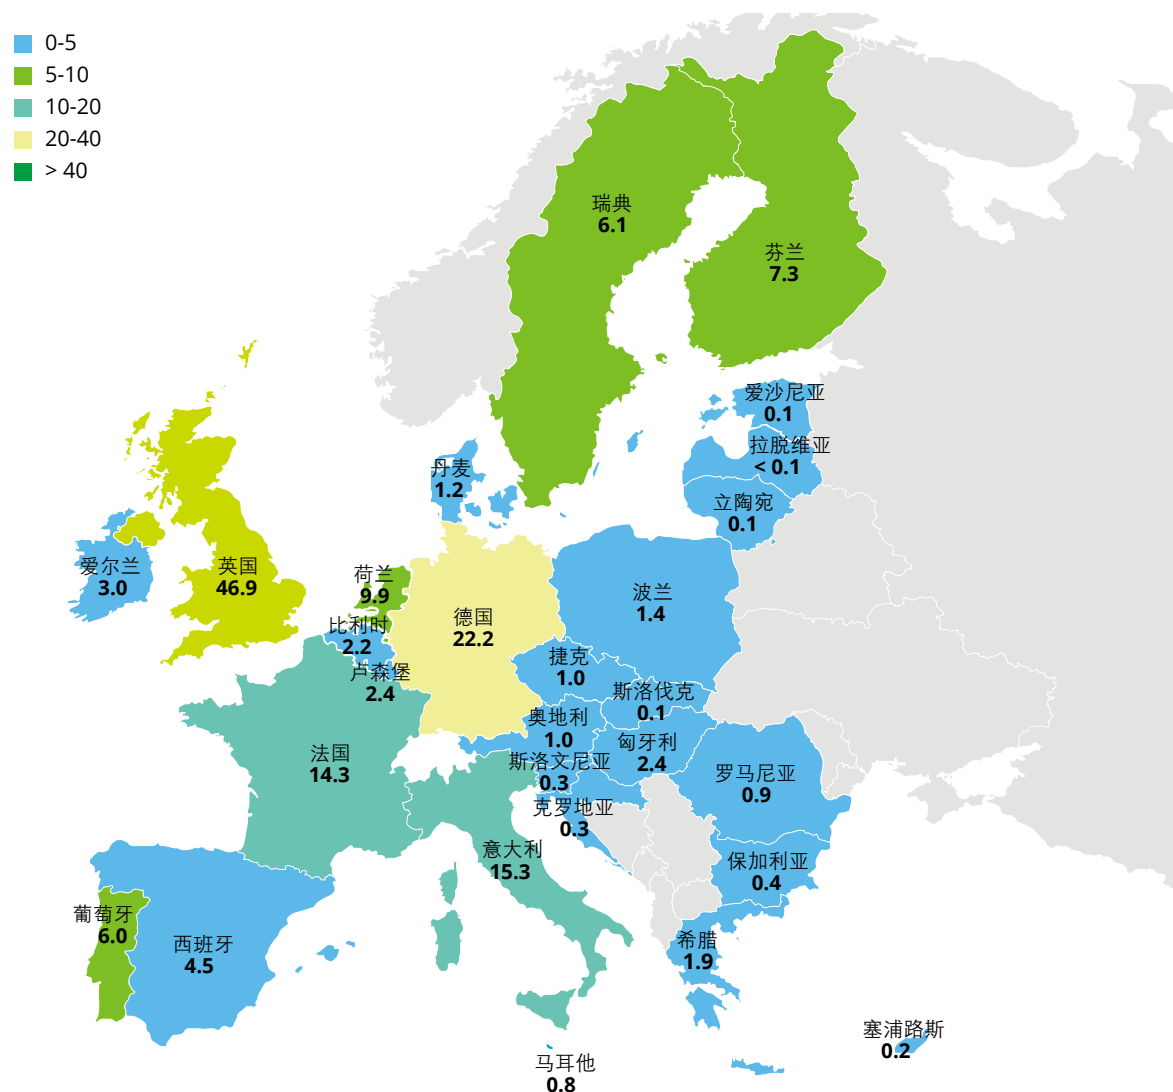 0-5
5-10
10-20
20-40
> 40
瑞典
6.1
芬兰
7.3
爱沙尼亚
0.1
拉脱维亚
< 0.1
立陶宛
0.1
丹麦
1.2
爱尔兰
3.0
英国
46.9
荷兰
9.9
比利时
2.2
卢森堡
2.4
德国
22.2
波兰
1.4
捷克
1.0
斯洛伐克
0.1
奥地利
1.0
匈牙利
2.4
斯洛文尼亚
0.3
克罗地亚
0.3
罗马尼亚
0.9
法国
14.3
意大利
15.3
保加利亚
0.4
葡萄牙
6.0
西班牙
4.5
希腊
1.9
马耳他
0.8
塞浦路斯
0.2